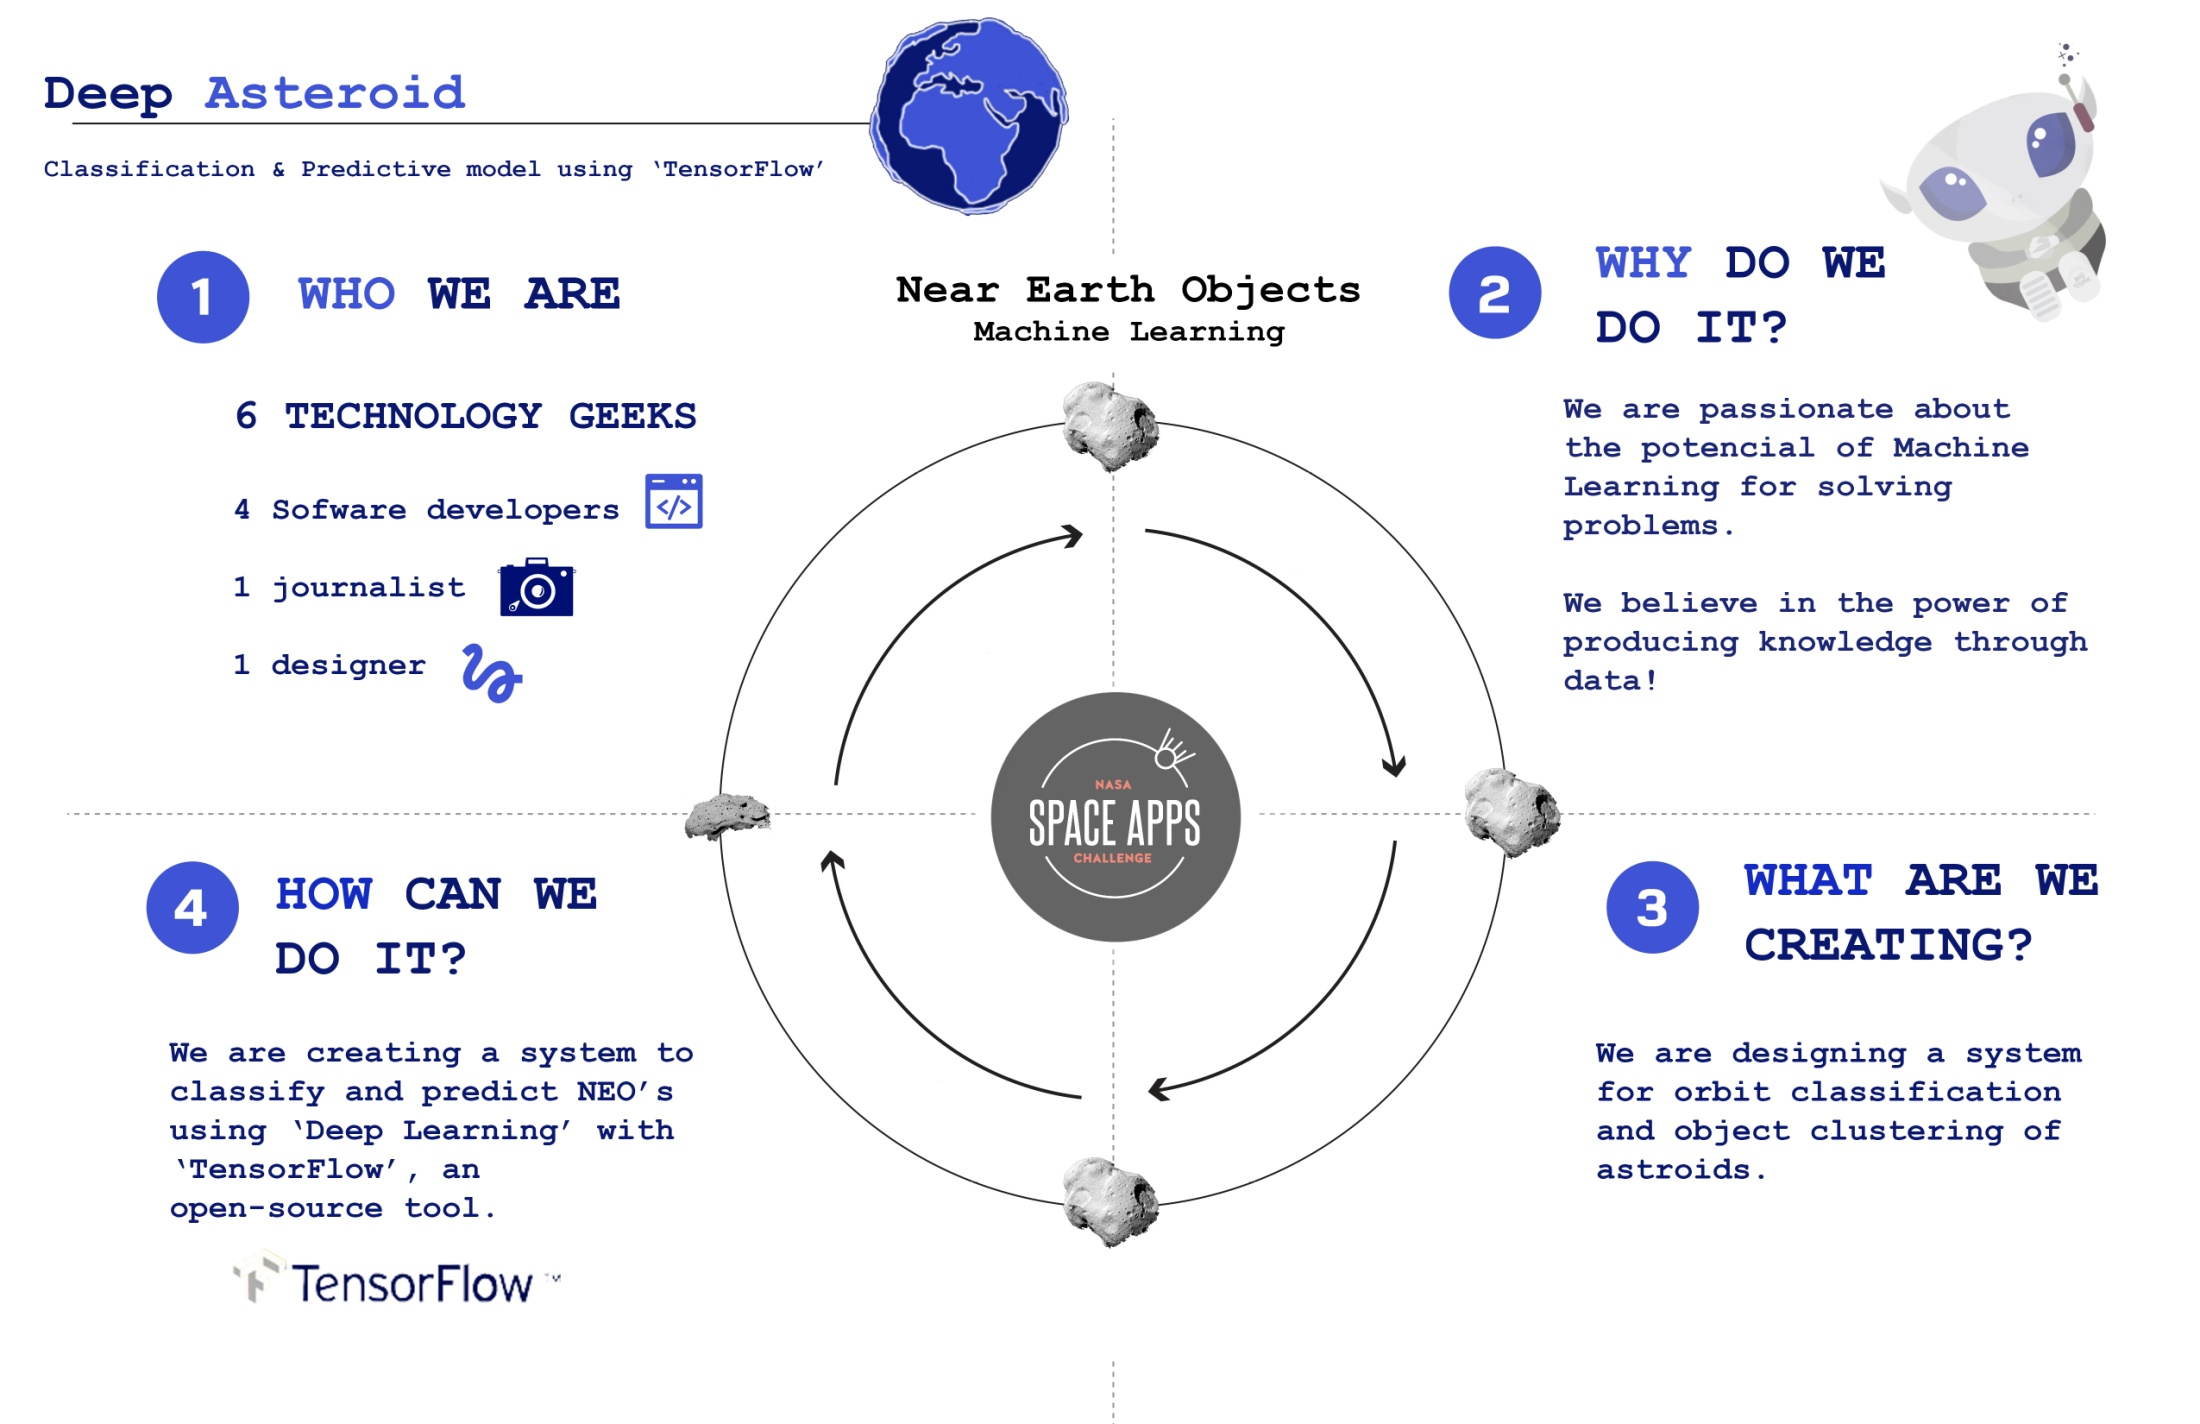 Deep Asteroid
Classification & Predictive model using ‘TensorFlow’
1
WHO WE ARE
6 TECHNOLOGY GEEKS
4 Sofware developers
</>
1 journalist
1 designer
Near Earth Objects
Machine Learning
2
WHY DO WE
DO IT?
We are passionate about
the potencial of Machine
Learning for solving
problems.
We believe in the power of
producing knowledge through
data!
NASA
SPACE APPS
CHALLENGE
3
WHAT ARE WE
CREATING?
We are designing a system
for orbit classification
and object clustering of
astroids.
4
HOW CAN WE
DO IT?
We are creating a system to
classify and predict NEO’s
using ‘Deep Learning’ with
‘TensorFlow’, an
open-source tool.
TensorFlow™